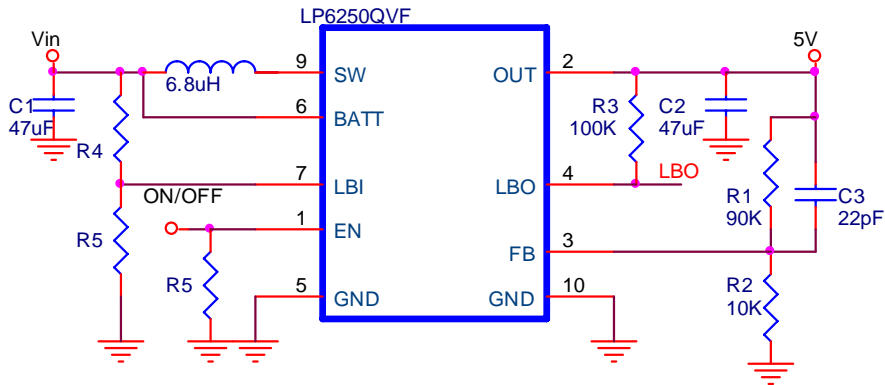 LP6250QVF
Vin
5V
6.8uH
9
SW
OUT
2
C1
47uF
6
BATT
R3
100K
C2
47uF
R4
7
LBI
LBO
4
LBO
R1
90K
C3
22pF
ON/OFF
1
EN
FB
3
R5
R5
5
GND
GND
10
R2
10K